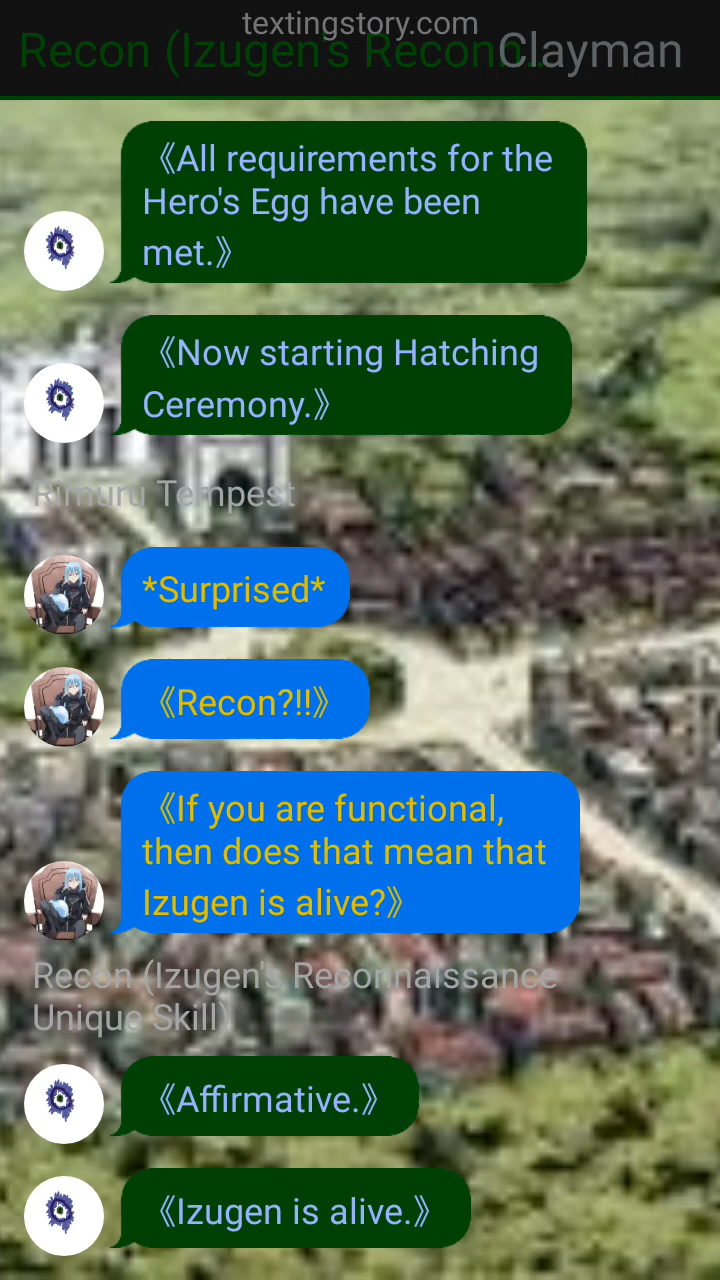 textingstory.com
Recon (Izugen's Recon... Clayman
《All requirements for the
Hero's Egg have been
met.》
《Now starting Hatching
Ceremony.》
Rimuru Tempest
*Surprised*
《Recon?!!》
《If you are functional,
then does that mean that
Izugen is alive?》
Recon (Izugen's Reconnaissance
Unique Skill)
《Affirmative.》
《Izugen is alive.》